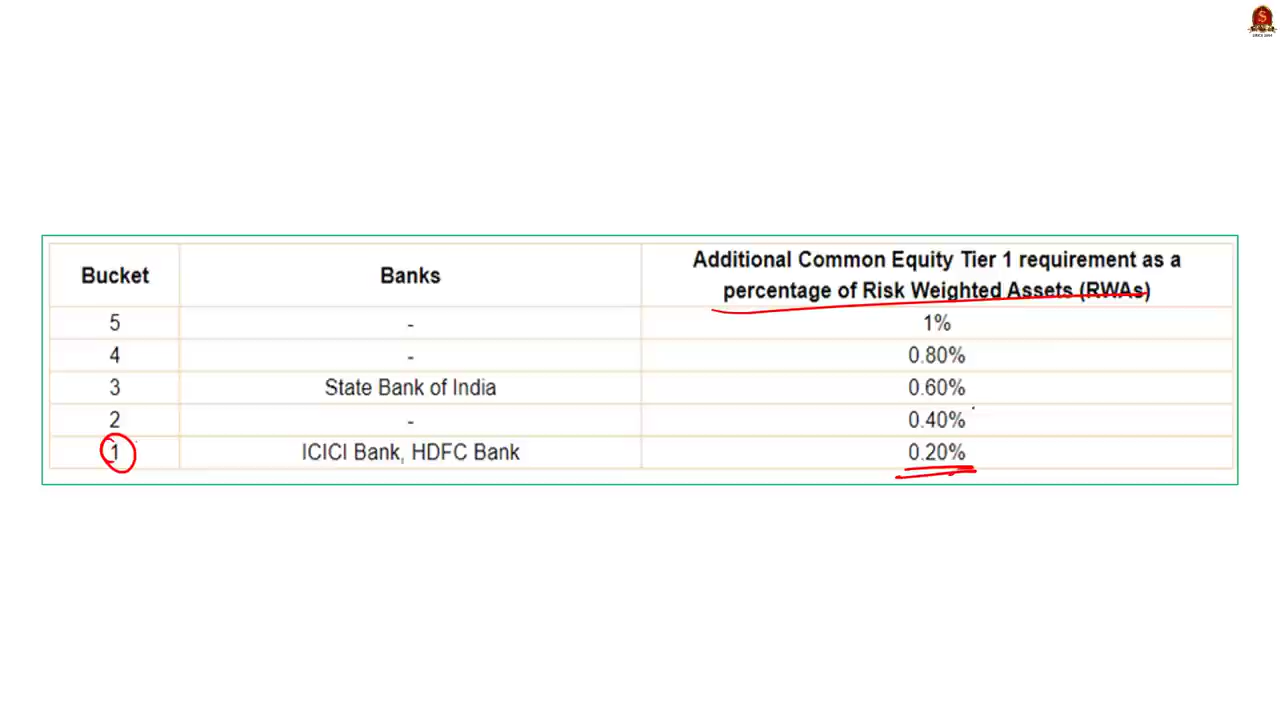 Bucket Banks Additional Common Equity Tier 1 requirement as a
percentage of Risk Weighted Assets (RWAs)
5 - 1%
4 - 0.80%
3 State Bank of India 0.60%
2 - 0.40%
1 ICICI Bank, HDFC Bank 0.20%